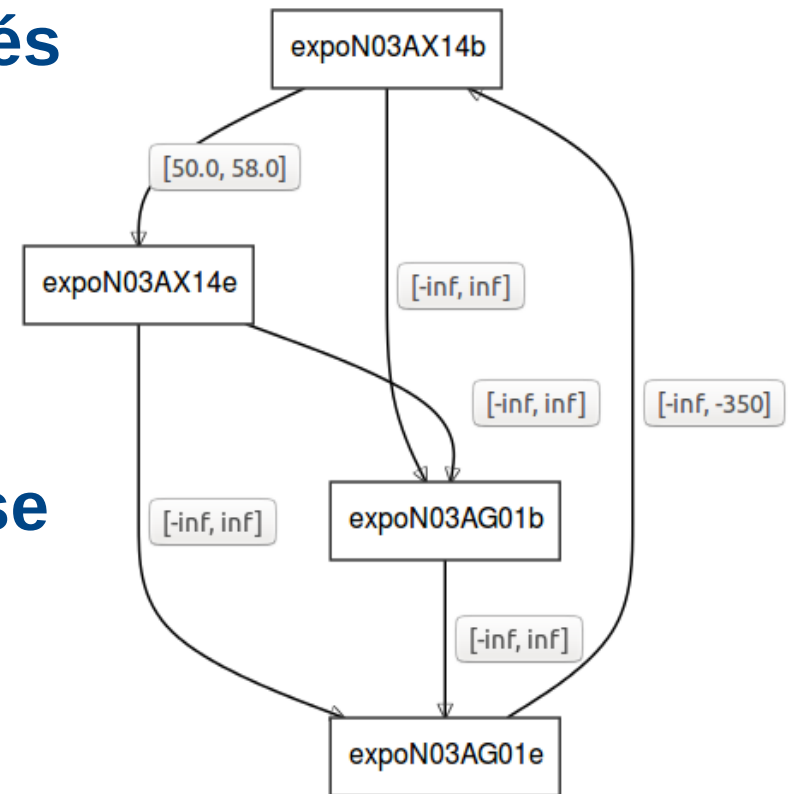 és
expoN03AX14b
[50.0, 58.0]
expoN03AX14e
[-inf, inf]
[-inf, inf]
[-inf, -350]
se
[-inf, inf]
expoN03AG01b
[-inf, inf]
expoN03AG01e